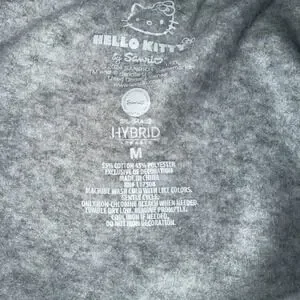 HELLO KITTY
by Sanrio
Sanrio
HYBRID
M
55% COTTON 45% POLYESTER
EXCLUSIVE OF DECORATION
MADE IN CHINA
MACHINE WASH COLD WITH LIKE COLORS.
GENTLE CYCLE.
ONLY NON-CHLORINE BLEACH WHEN NEEDED.
TUMBLE DRY LOW. REMOVE PROMPTLY.
COOL IRON IF NEEDED.
DO NOT IRON DECORATION.